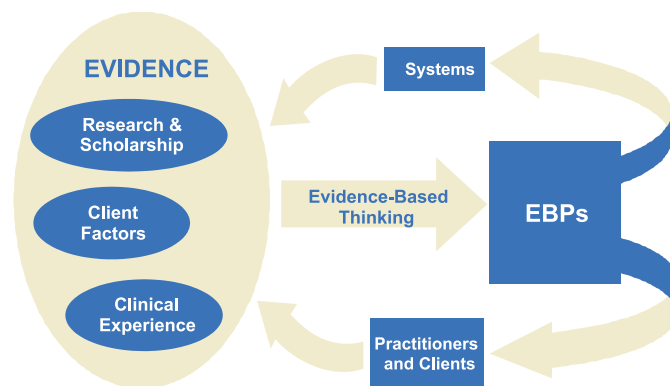 EVIDENCE
Research &
Scholarship
Client
Factors
Clinical
Experience
Evidence-Based
Thinking
Systems
EBPs
Practitioners
and Clients